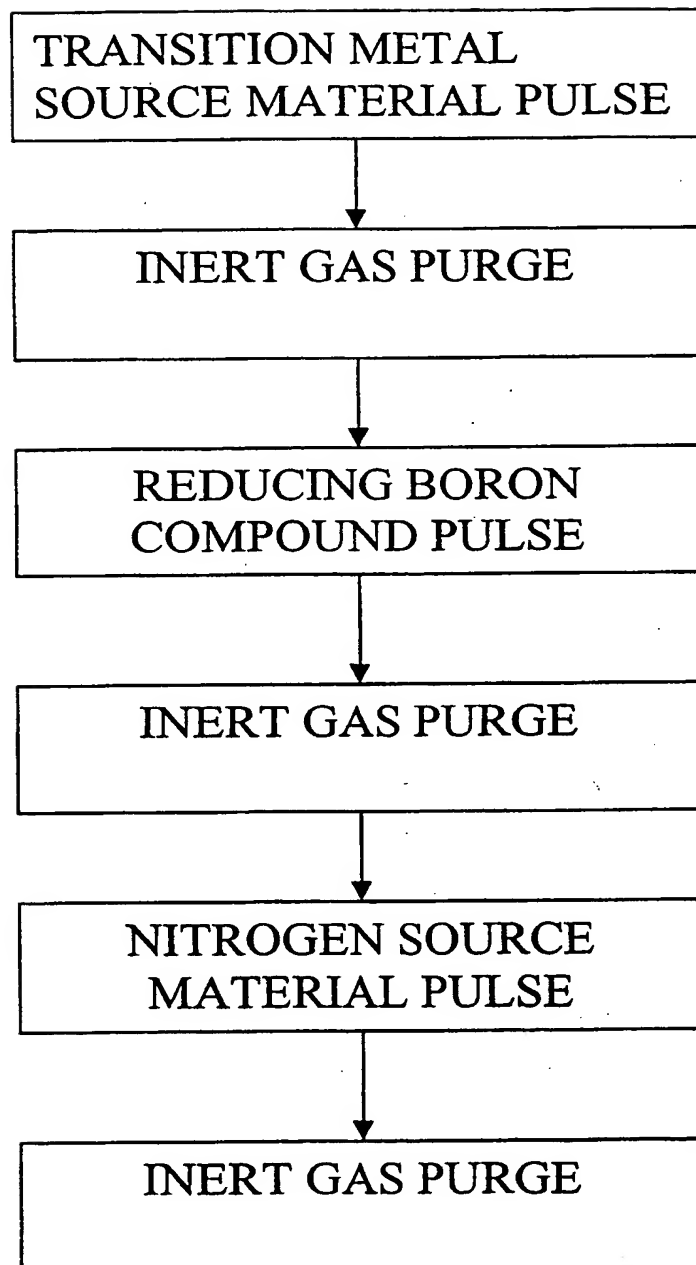 TRANSITION METAL
SOURCE MATERIAL PULSE
INERT GAS PURGE
REDUCING BORON
COMPOUND PULSE
INERT GAS PURGE
NITROGEN SOURCE
MATERIAL PULSE
INERT GAS PURGE